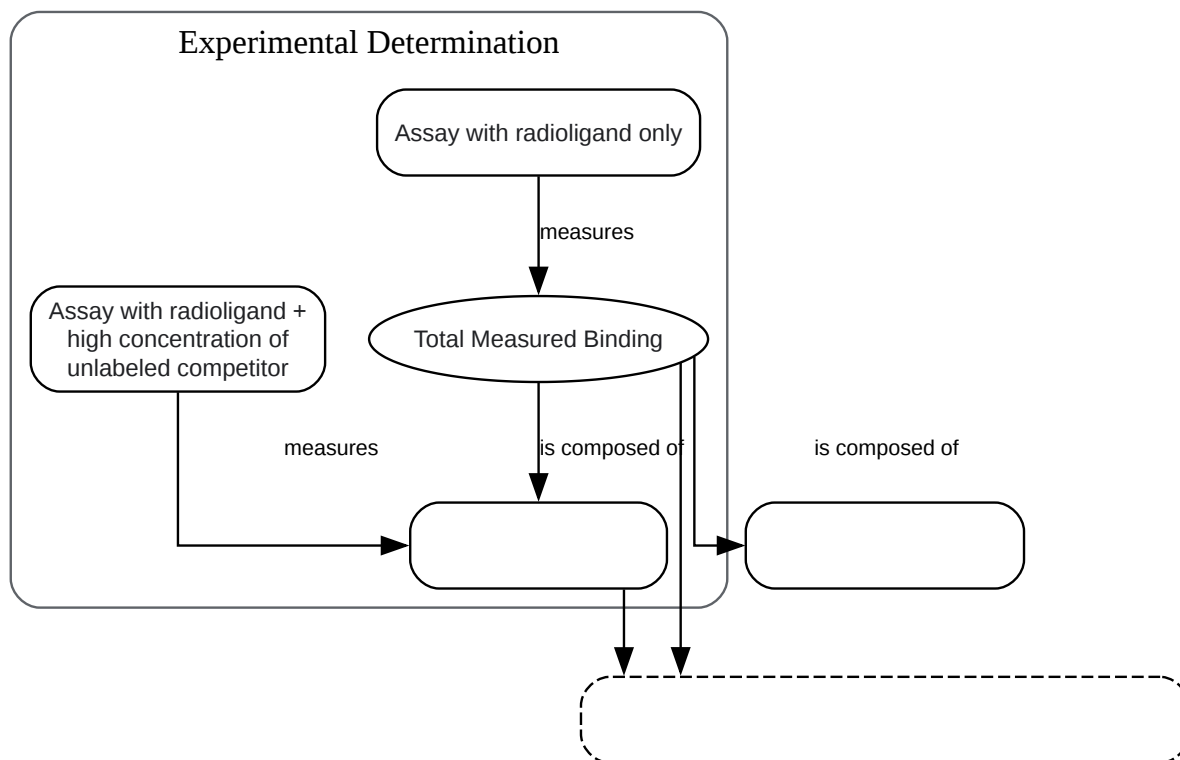 Experimental Determination
Assay with radioligand only
measures
Assay with radioligand +
high concentration of
unlabeled competitor
Total Measured Binding
measures
is composed of
is composed of